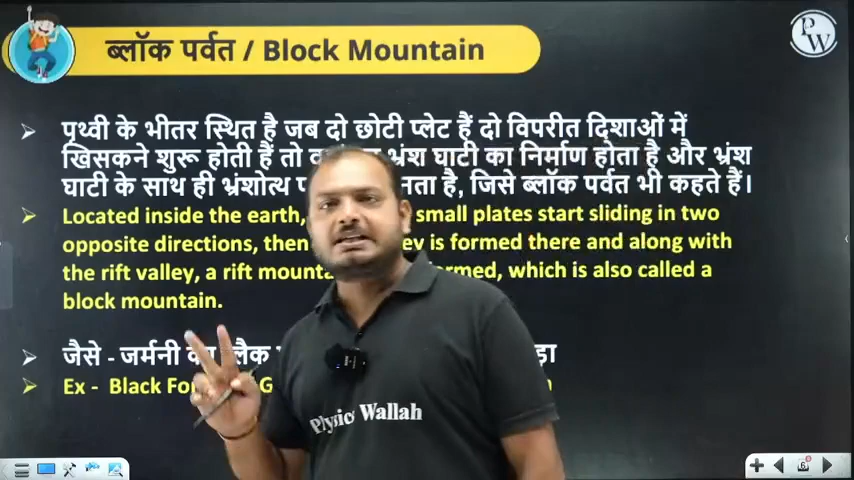 ब्लॉक पर्वत / Block Mountain
PW
पृथ्वी के भीतर स्थित है जब दो छोटी प्लेट हैं दो विपरीत दिशाओं में
खिसकने शुरू होती हैं तो भ्रंश घाटी का निर्माण होता है और भ्रंश
घाटी के साथ ही भ्रंशोत्थ है, जिसे ब्लॉक पर्वत भी कहते हैं।
Located inside the earth, small plates start sliding in two
opposite directions, then is formed there and along with
the rift valley, a rift formed, which is also called a
block mountain.
जैसे - जर्मनी
Ex - Black
Physics Wallah